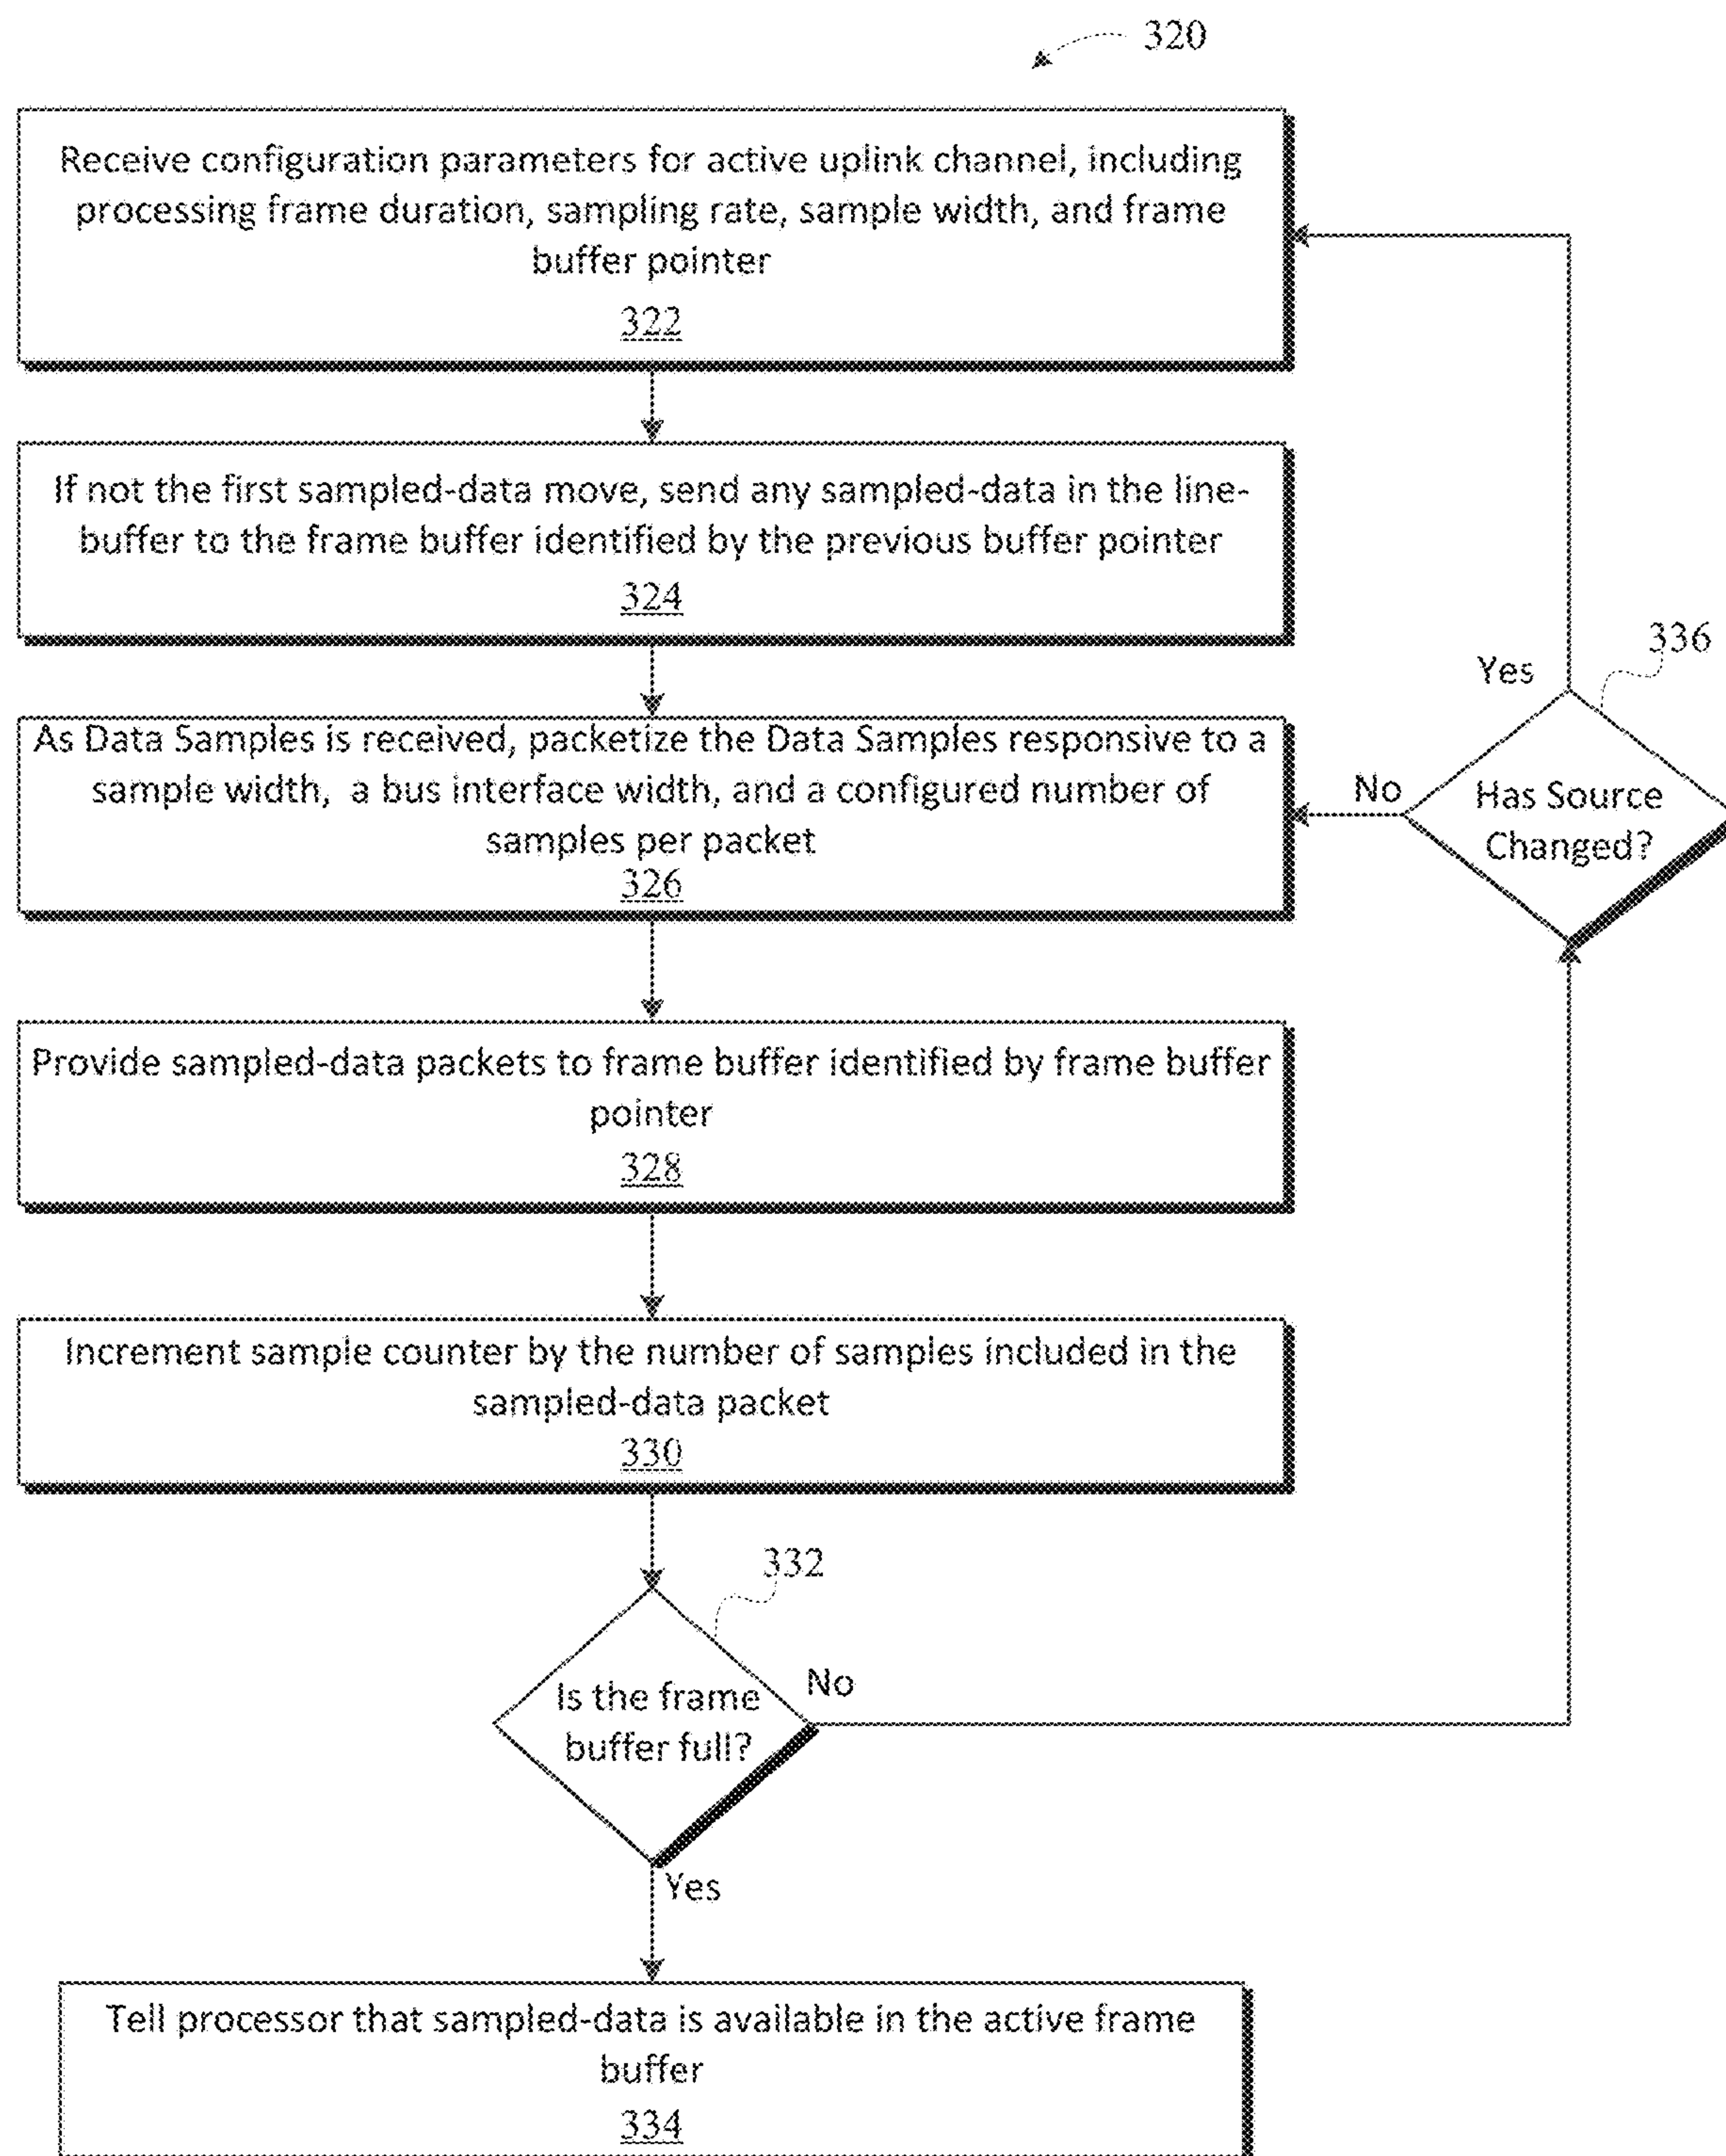 320
Receive configuration parameters for active uplink channel, including
processing frame duration, sampling rate, sample width, and frame
buffer pointer
322
If not the first sampled-data move, send any sampled-data in the line-
buffer to the frame buffer identified by the previous buffer pointer
324
336
Yes
As Data Samples is received, packetize the Data Samples responsive to a
sample width, a bus interface width, and a configured number of
samples per packet
326
No
Has Source
Changed?
Provide sampled-data packets to frame buffer identified by frame buffer
pointer
328
Increment sample counter by the number of samples included in the
sampled-data packet
330
332
Is the frame
buffer full?
No
Yes
Tell processor that sampled-data is available in the active frame
buffer
334